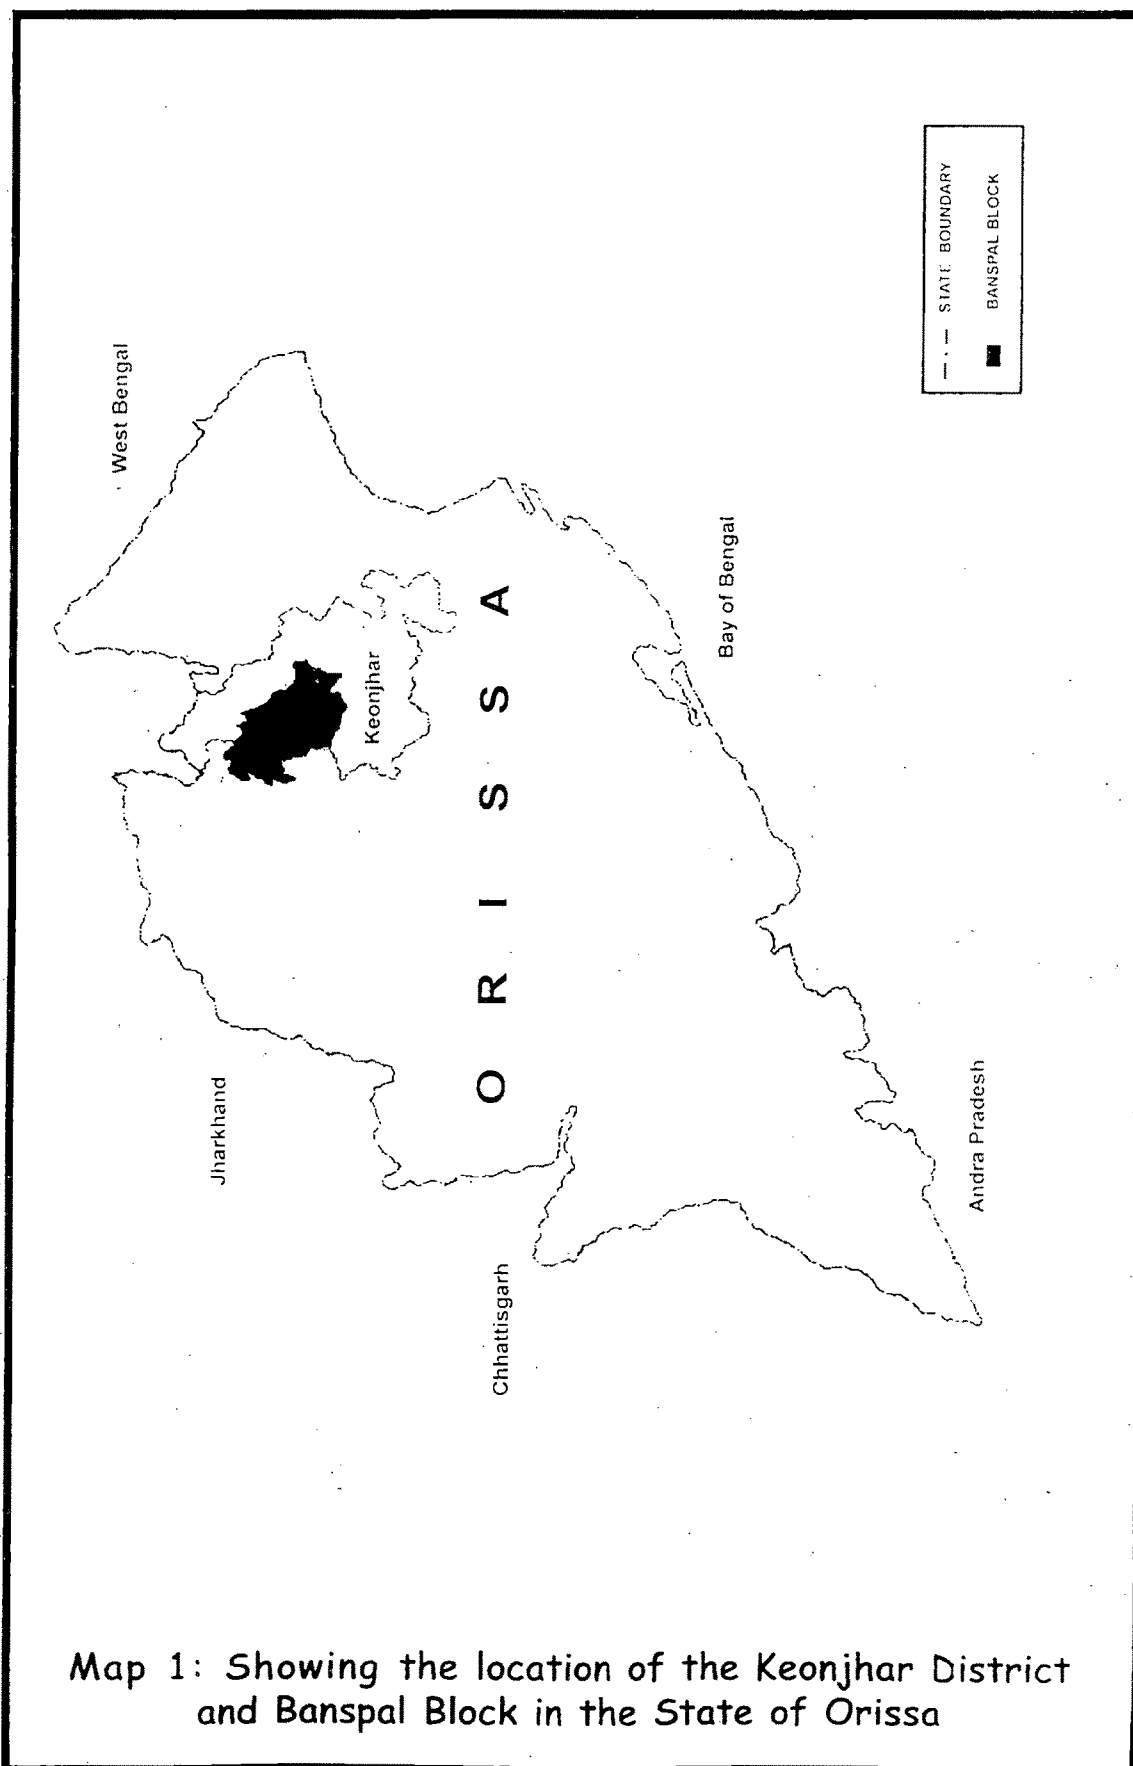 West Bengal
Jharkhand
Keonjhar
ORISSA
Chhattisgarh
Bay of Bengal
Andra Pradesh
STATE BOUNDARY
BANSPAL BLOCK
Map 1: Showing the location of the Keonjhar District
and Banspal Block in the State of Orissa